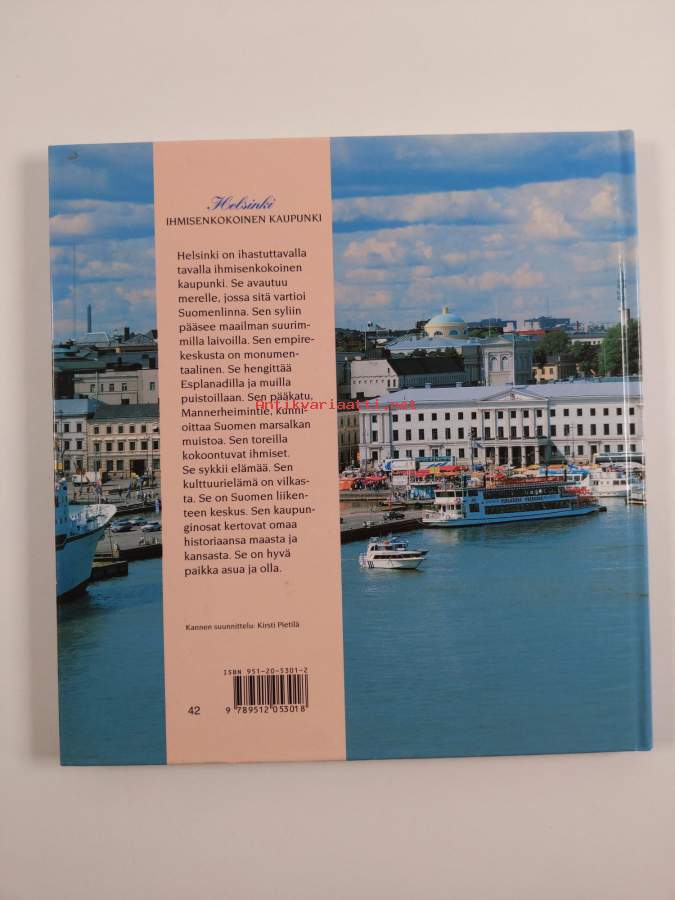 Helsinki
IHMISENKOKOINEN KAUPUNKI
Helsinki on ihastuttavalla
tavalla ihmisenkokoinen
kaupunki. Se avautuu
merelle, jossa sitä vartioi
Suomenlinna. Sen syliin
pääsee maailman suurim-
milla laivoilla. Sen empire-
keskusta on monumen-
taalinen. Se hengittää
Esplanadilla ja muilla
puistoillaan. Sen pääkatu,
Mannerheimintie, kunni-
oittaa Suomen marsalkan
muistoa. Sen toreilla
kokoontuvat ihmiset.
Se sykkii elämää. Sen
kulttuurielämä on vilkas-
ta. Se on Suomen liiken-
teen keskus. Sen kaupun-
ginosat kertovat omaa
historiaansa maasta ja
kansasta. Se on hyvä
paikka asua ja olla.
Antikvariaatti.net
Kannen suunnittelu: Kirsti Pietilä
ISBN 951-20-5301-2
42
9 789512 053018